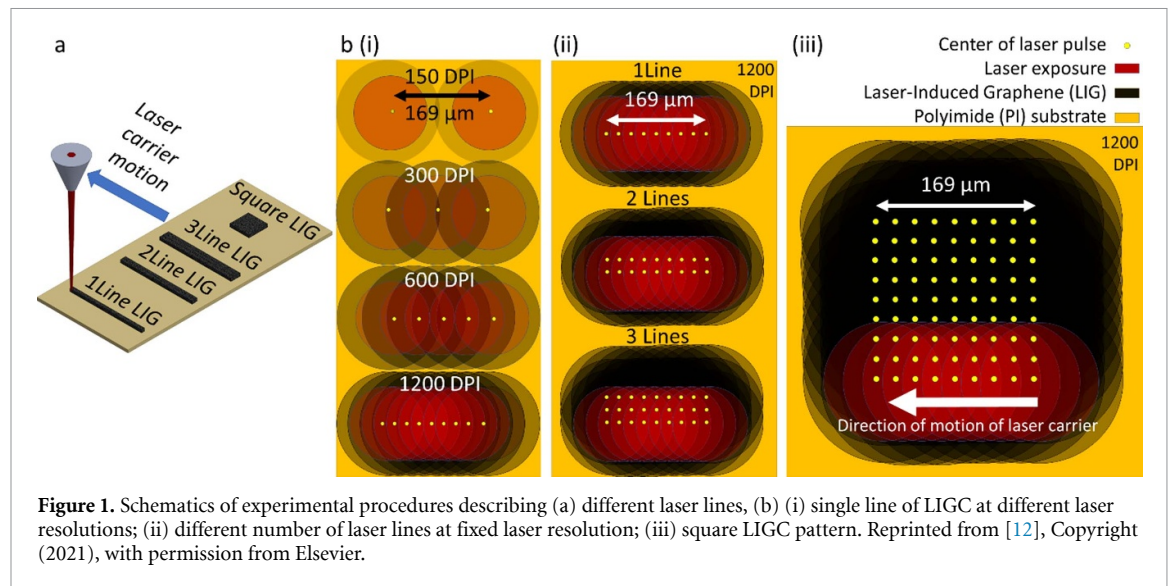 a
Laser carrier motion
1Line LIG
2Line LIG
3Line LIG
Square LIG
b (i)
150 DPI
169 µm
300 DPI
600 DPI
1200 DPI
(ii)
1Line
1200
DPI
169 µm
2 Lines
3 Lines
(iii)
Center of laser pulse
Laser exposure
Laser-Induced Graphene (LIG)
Polyimide (PI) substrate
1200
DPI
169 µm
Direction of motion of laser carrier
Figure 1. Schematics of experimental procedures describing (a) different laser lines, (b) (i) single line of LIGC at different laser
resolutions; (ii) different number of laser lines at fixed laser resolution; (iii) square LIGC pattern. Reprinted from [12], Copyright
(2021), with permission from Elsevier.